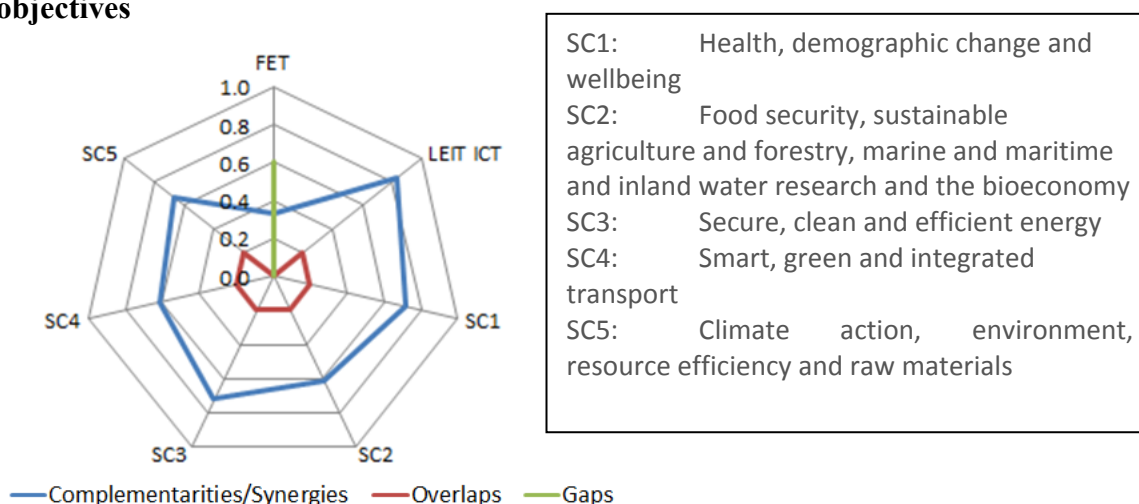 objectives
FET
1.0
0.8
0.6
0.4
0.2
0.0
LEIT ICT
SC1
SC2
SC3
SC4
SC5
Complementarities/Synergies Overlaps Gaps
SC1: Health, demographic change and
wellbeing
SC2: Food security, sustainable
agriculture and forestry, marine and maritime
and inland water research and the bioeconomy
SC3: Secure, clean and efficient energy
SC4: Smart, green and integrated
transport
SC5: Climate action, environment,
resource efficiency and raw materials